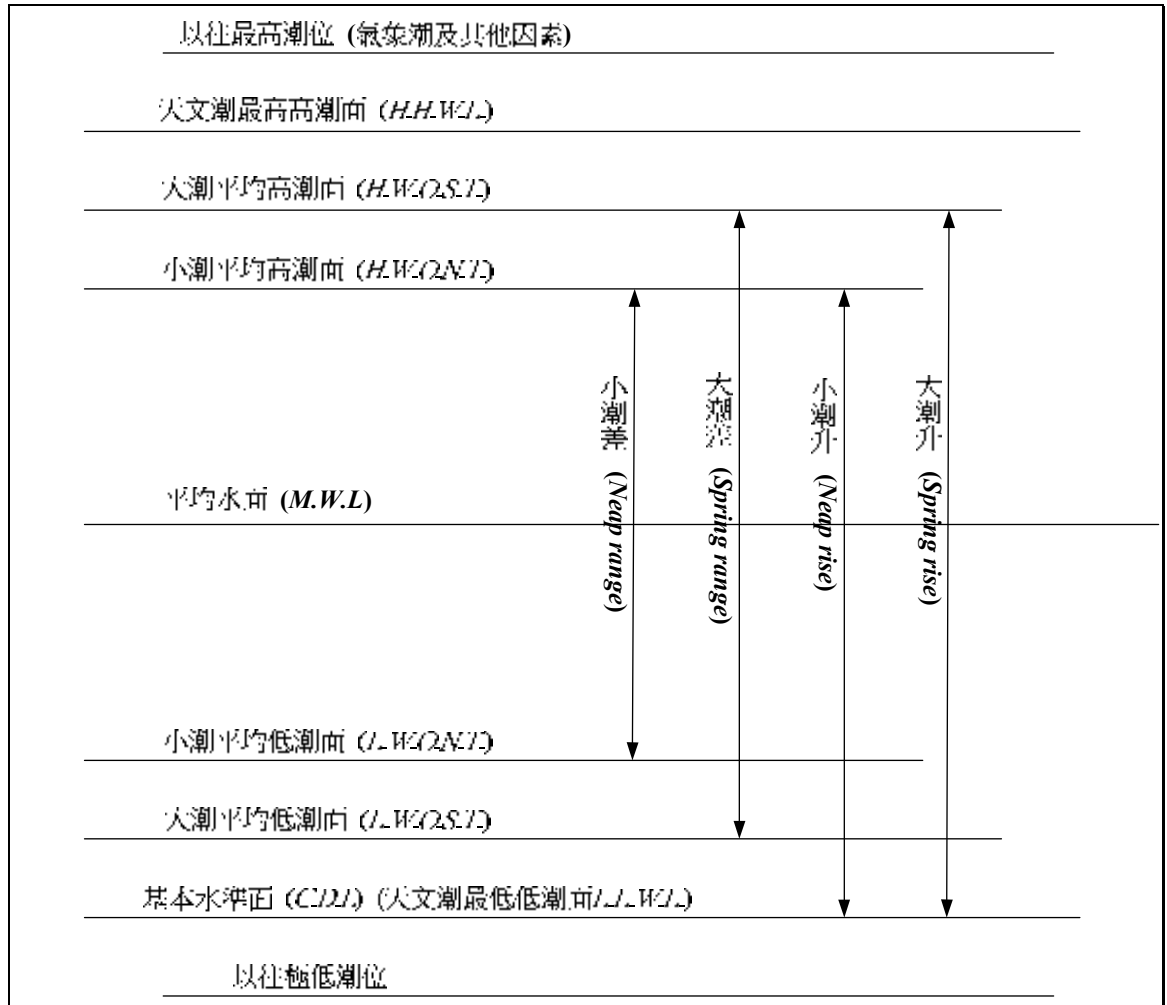 以往最高潮位 (氣象潮及其他因素)
天文潮最高高潮面 (H.H.W.L)
大潮平均高潮面 (H.W.O.S.T)
小潮平均高潮面 (H.W.O.N.T)
小潮差 (Neap range)
大潮差 (Spring range)
小潮升 (Neap rise)
大潮升 (Spring rise)
平均水面 (M.W.L)
小潮平均低潮面 (L.W.O.N.T)
大潮平均低潮面 (L.W.O.S.T)
基本水準面 (C.D.L) (天文潮最低低潮面L.L.W.L)
以往極低潮位